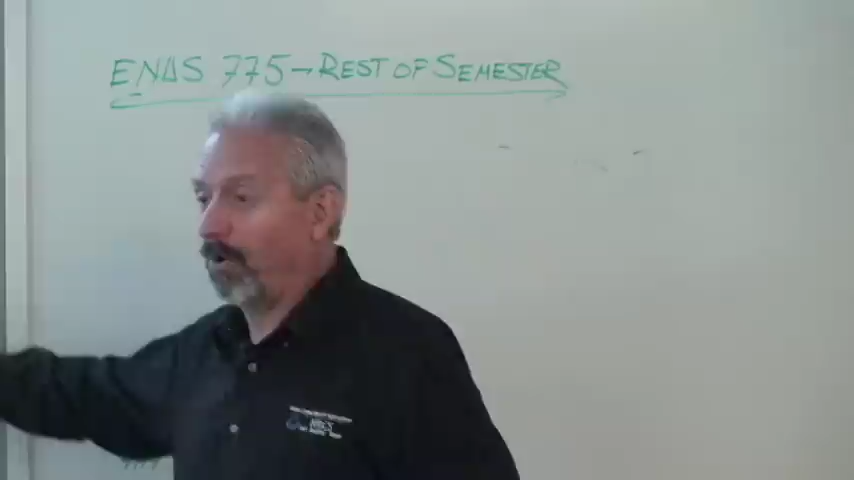 ENAS 775 – REST OF SEMESTER